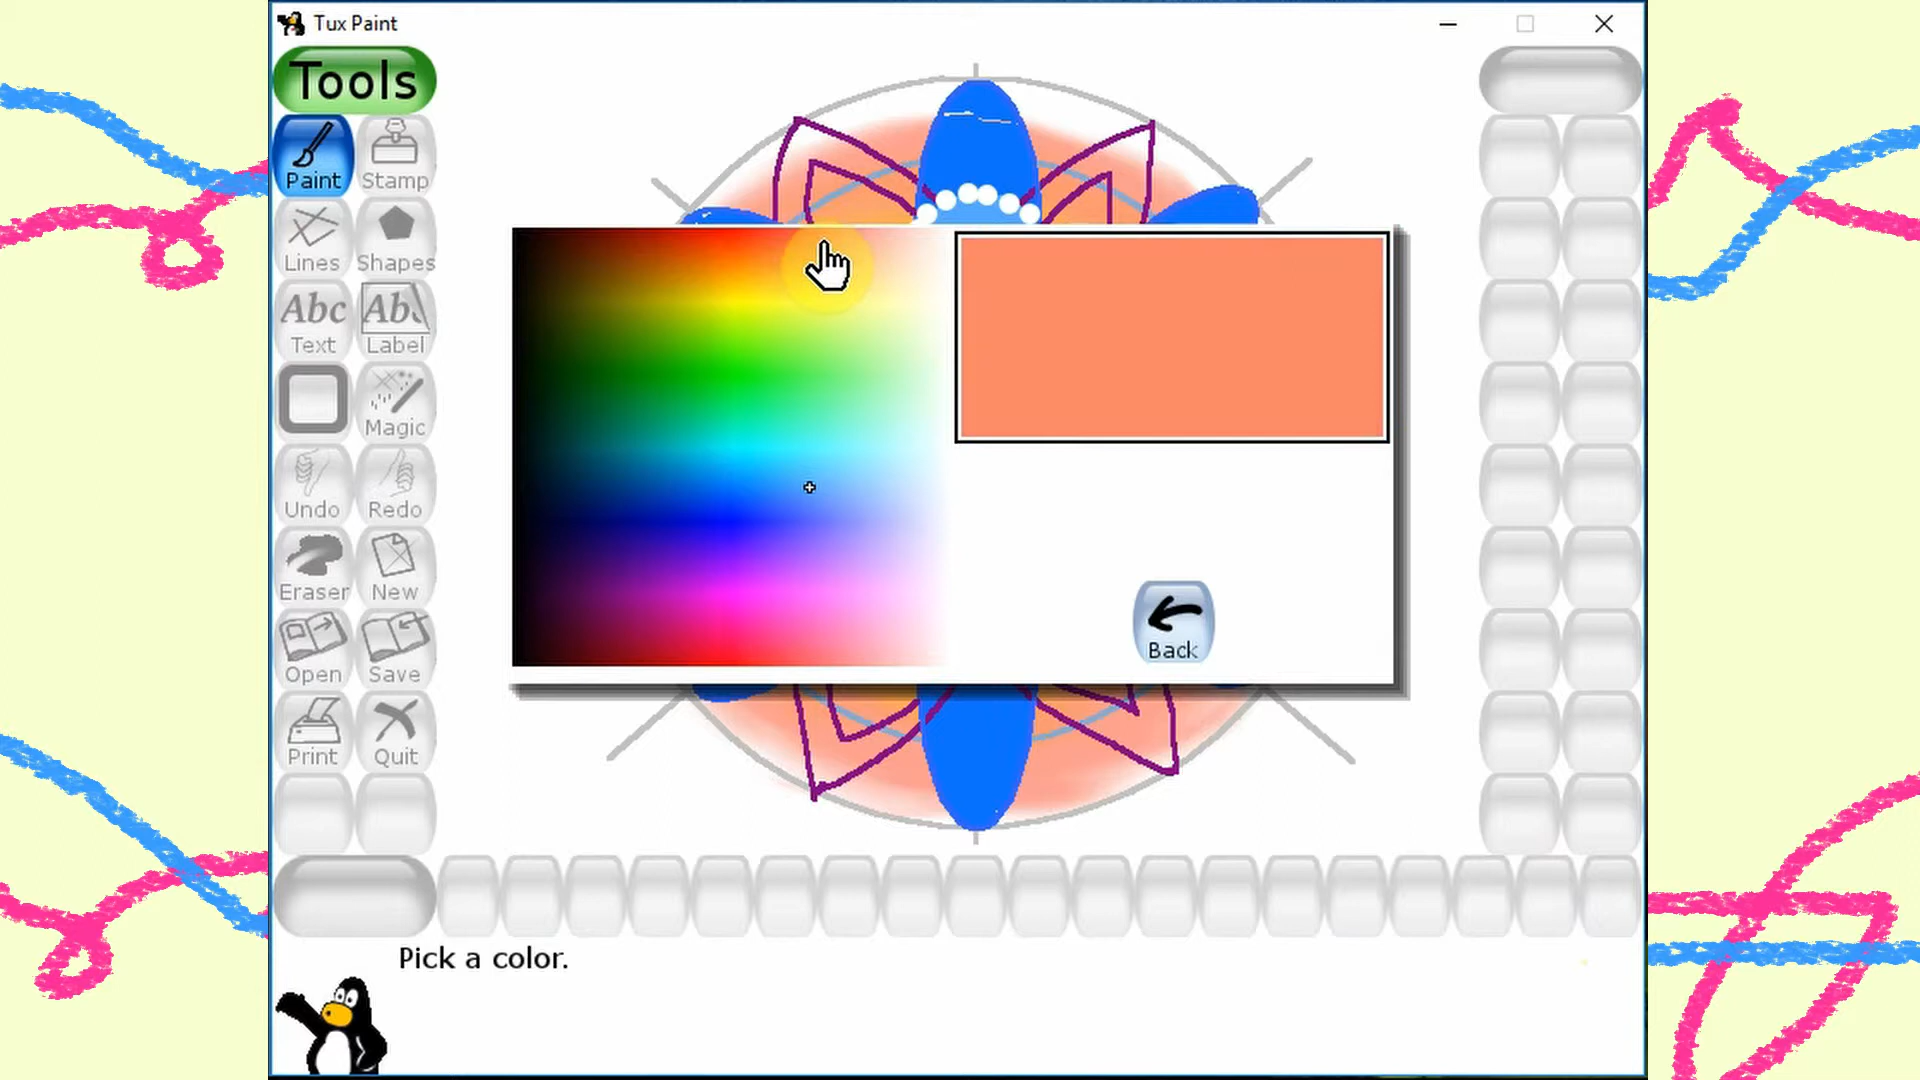 Tux Paint
Tools
Paint Stamp
Lines Shapes
Abc Abc
Text Label
Magic
Undo Redo
Eraser New
Open Save
Print Quit
Back
Pick a color.